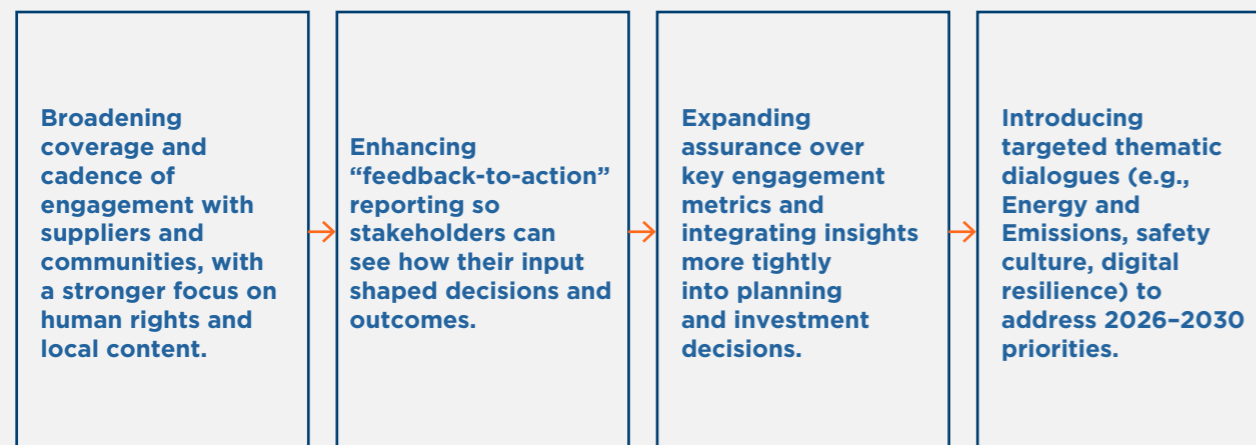 Broadening
coverage and
cadence of
engagement with
suppliers and
communities, with
a stronger focus on
human rights and
local content.
Enhancing
“feedback-to-action”
reporting so
stakeholders can
see how their input
shaped decisions and
outcomes.
Expanding
assurance over
key engagement
metrics and
integrating insights
more tightly
into planning
and investment
decisions.
Introducing
targeted thematic
dialogues (e.g.,
Energy and
Emissions, safety
culture, digital
resilience) to
address 2026–2030
priorities.